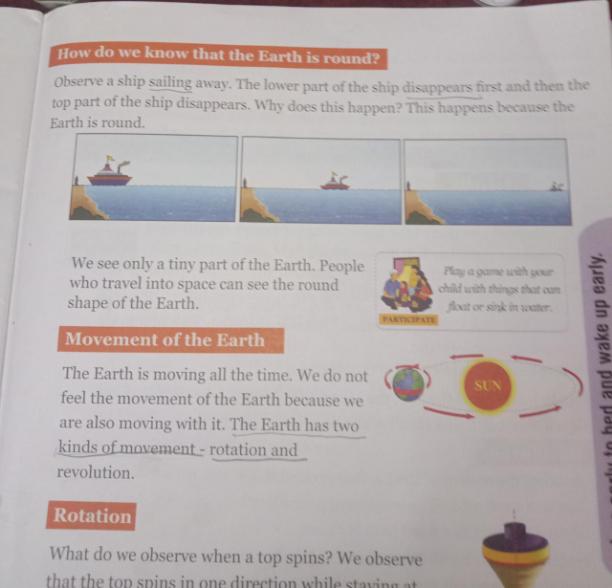 How do we know that the Earth is round?
Observe a ship sailing away. The lower part of the ship disappears first and then the
top part of the ship disappears. Why does this happen? This happens because the
Earth is round.
We see only a tiny part of the Earth. People
who travel into space can see the round
shape of the Earth.
Play a game with your
child with things that can
float or sink in water.
PARTICIPATE
Movement of the Earth
The Earth is moving all the time. We do not
feel the movement of the Earth because we
are also moving with it. The Earth has two
kinds of movement - rotation and
revolution.
SUN
Rotation
What do we observe when a top spins? We observe
that the top spins in one direction while staying at
to bed and wake up early.